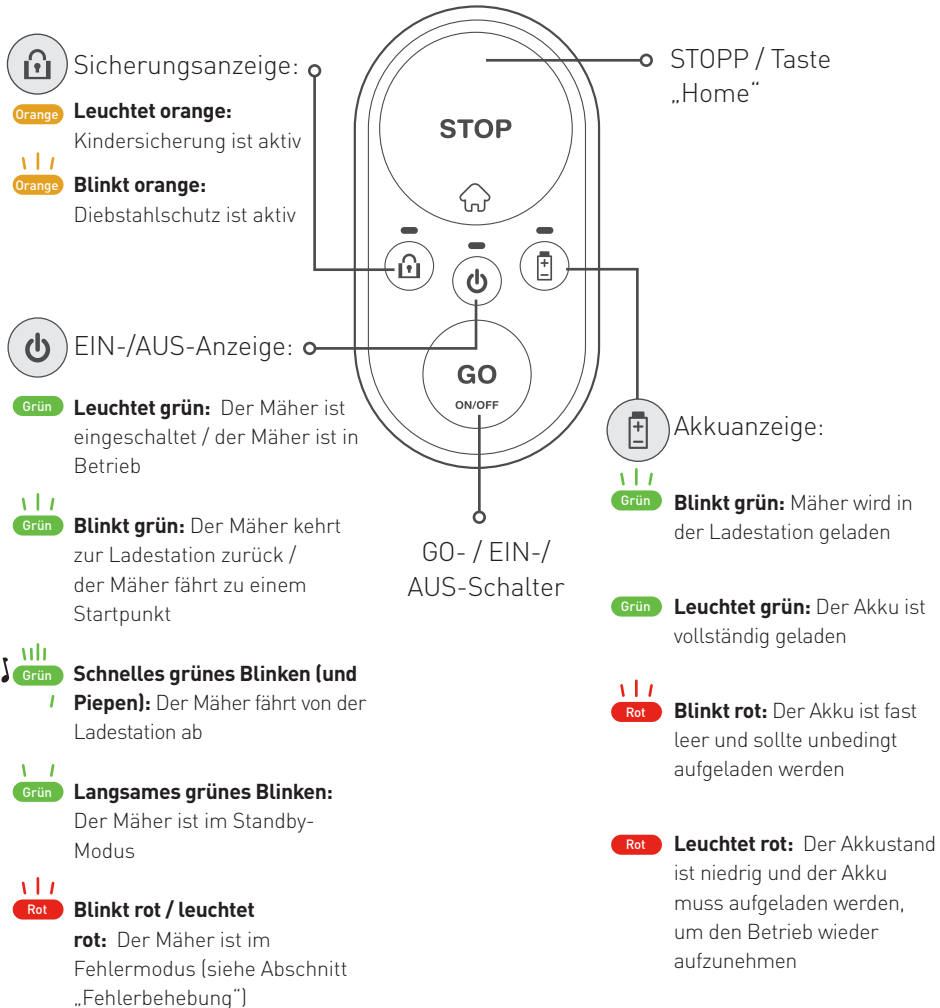 Sicherungsanzeige:
Orange
Leuchtet orange:
Kindersicherung ist aktiv
Orange
Blinkt orange:
Diebstahlschutz ist aktiv
STOPP / Taste
„Home“
STOP
GO
ON/OFF
EIN-/AUS-Anzeige:
Grün
Leuchtet grün: Der Mäher ist
eingeschaltet / der Mäher ist in
Betrieb
Grün
Blinkt grün: Der Mäher kehrt
zur Ladestation zurück /
der Mäher fährt zu einem
Startpunkt
Grün
Schnelles grünes Blinken (und
Piepen): Der Mäher fährt von der
Ladestation ab
Grün
Langsames grünes Blinken:
Der Mäher ist im Standby-
Modus
Rot
Blinkt rot / leuchtet
rot: Der Mäher ist im
Fehlermodus (siehe Abschnitt
„Fehlerbehebung“)
GO- / EIN-/
AUS-Schalter
Akkuanzeige:
Grün
Blinkt grün: Mäher wird in
der Ladestation geladen
Grün
Leuchtet grün: Der Akku ist
vollständig geladen
Rot
Blinkt rot: Der Akku ist fast
leer und sollte unbedingt
aufgeladen werden
Rot
Leuchtet rot: Der Akkustand
ist niedrig und der Akku
muss aufgeladen werden,
um den Betrieb wieder
aufzunehmen